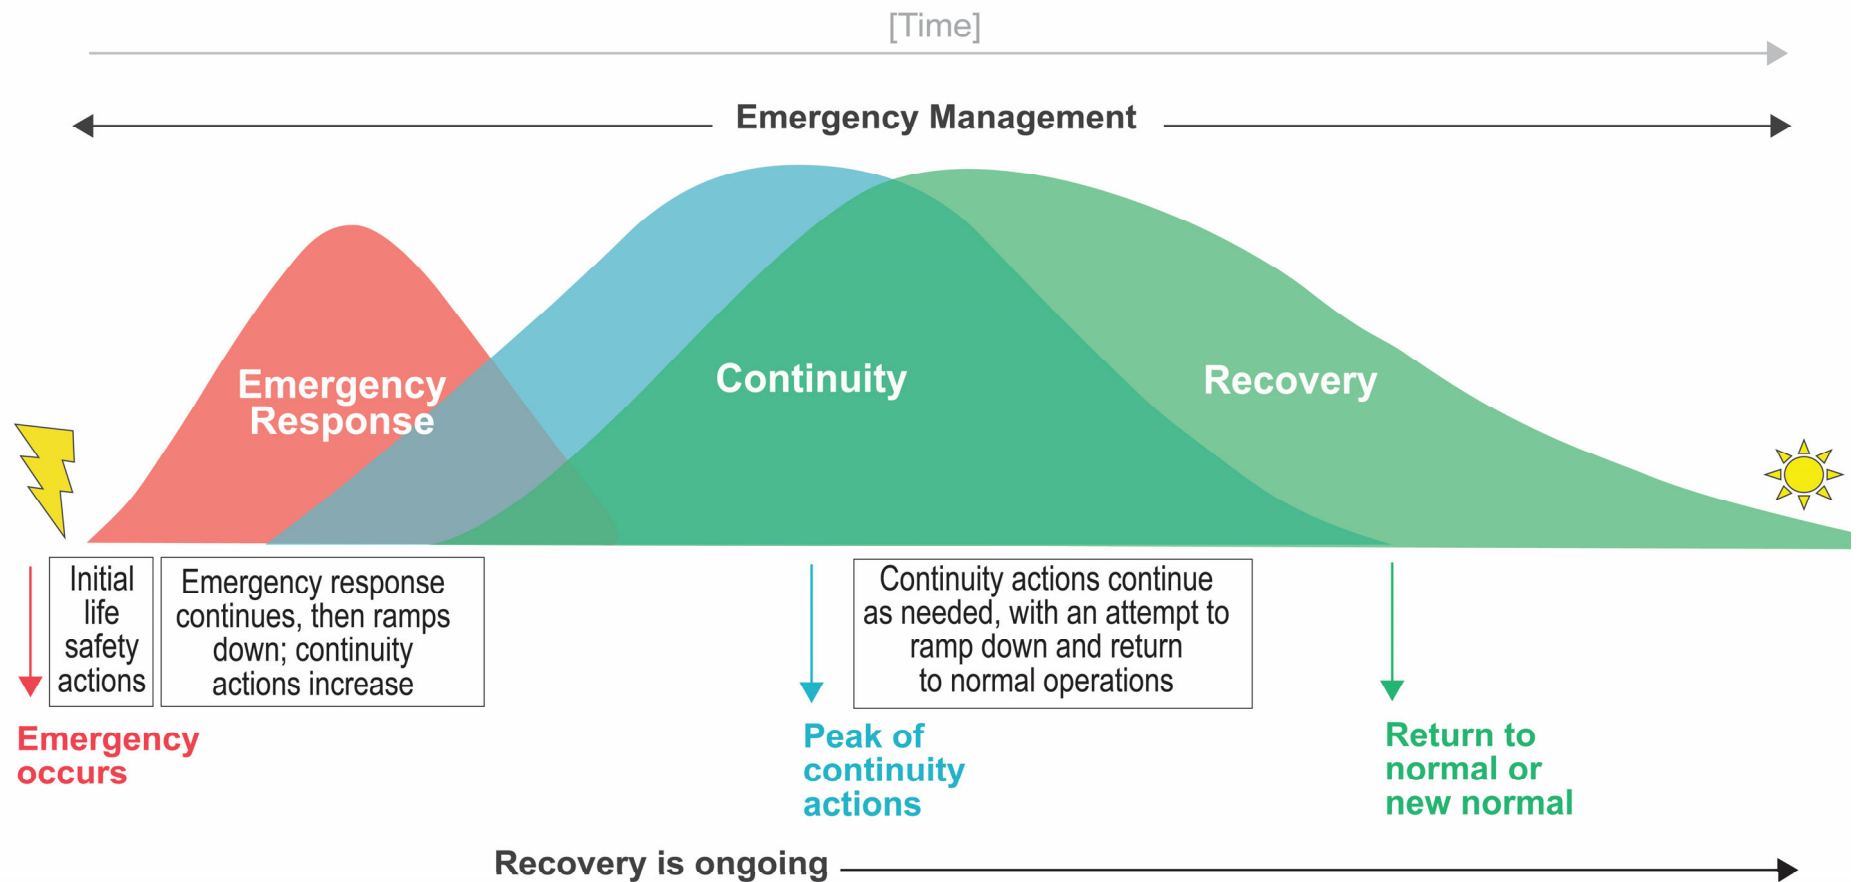 [Time]
Emergency Management
Emergency
Response
Continuity
Recovery
Initial
life
safety
actions
Emergency response
continues, then ramps
down; continuity
actions increase
Continuity actions continue
as needed, with an attempt to
ramp down and return
to normal operations
Emergency
occurs
Peak of
continuity
actions
Return to
normal or
new normal
Recovery is ongoing